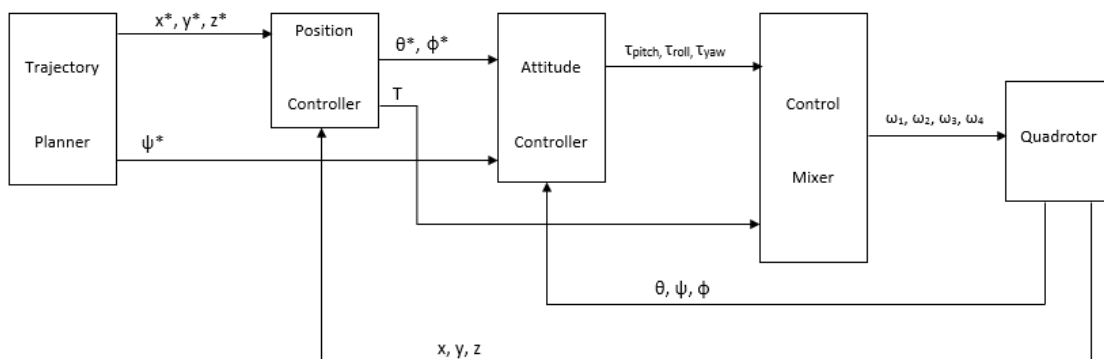 x*, y*, z*
Trajectory
Planner
ψ*
Position
Controller
θ*, ϕ*
T
Attitude
Controller
τpitch, τroll, τyaw
Control
Mixer
ω₁, ω₂, ω₃, ω₄
Quadrotor
θ, ψ, ϕ
x, y, z